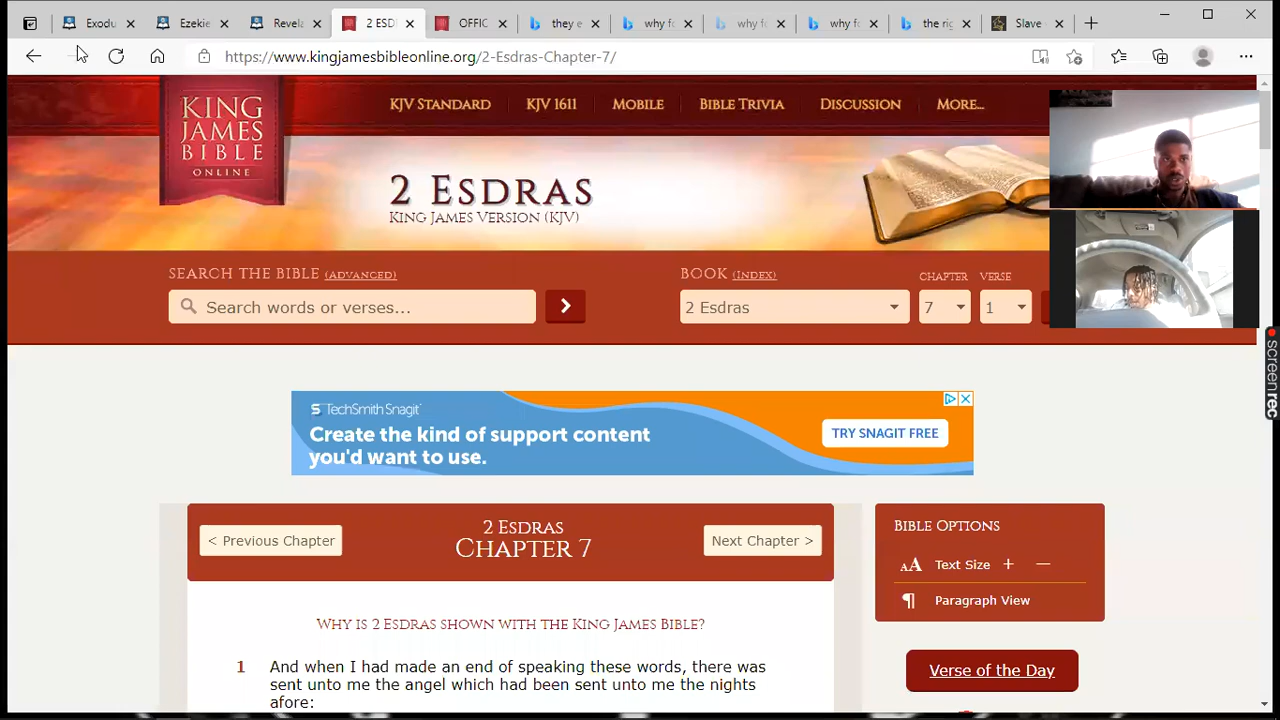 Exodu
Ezekie
Revela
2 ESD
OFFIC
they e
why fo
why fo
why fo
the rig
Slave
https://www.kingjamesbibleonline.org/2-Esdras-Chapter-7/
KING
JAMES
BIBLE
ONLINE
KJV STANDARD
KJV 1611
MOBILE
BIBLE TRIVIA
DISCUSSION
MORE...
2 ESDRAS
KING JAMES VERSION (KJV)
SEARCH THE BIBLE (ADVANCED)
Search words or verses...
BOOK (INDEX)
CHAPTER
VERSE
2 Esdras
7
1
TechSmith Snagit
Create the kind of support content
you'd want to use.
TRY SNAGIT FREE
< Previous Chapter
2 ESDRAS
CHAPTER 7
Next Chapter >
BIBLE OPTIONS
AA Text Size + —
¶ Paragraph View
WHY IS 2 ESDRAS SHOWN WITH THE KING JAMES BIBLE?
1 And when I had made an end of speaking these words, there was
sent unto me the angel which had been sent unto me the nights
afore:
Verse of the Day
screenrec